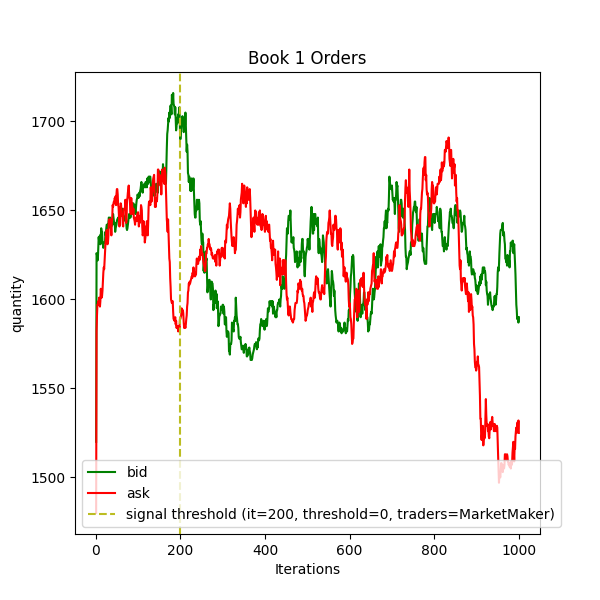 Book 1 Orders
quantity
1700
1650
1600
1550
1500
bid
ask
signal threshold (it=200, threshold=0, traders=MarketMaker)
0 200 400 600 800 1000
Iterations